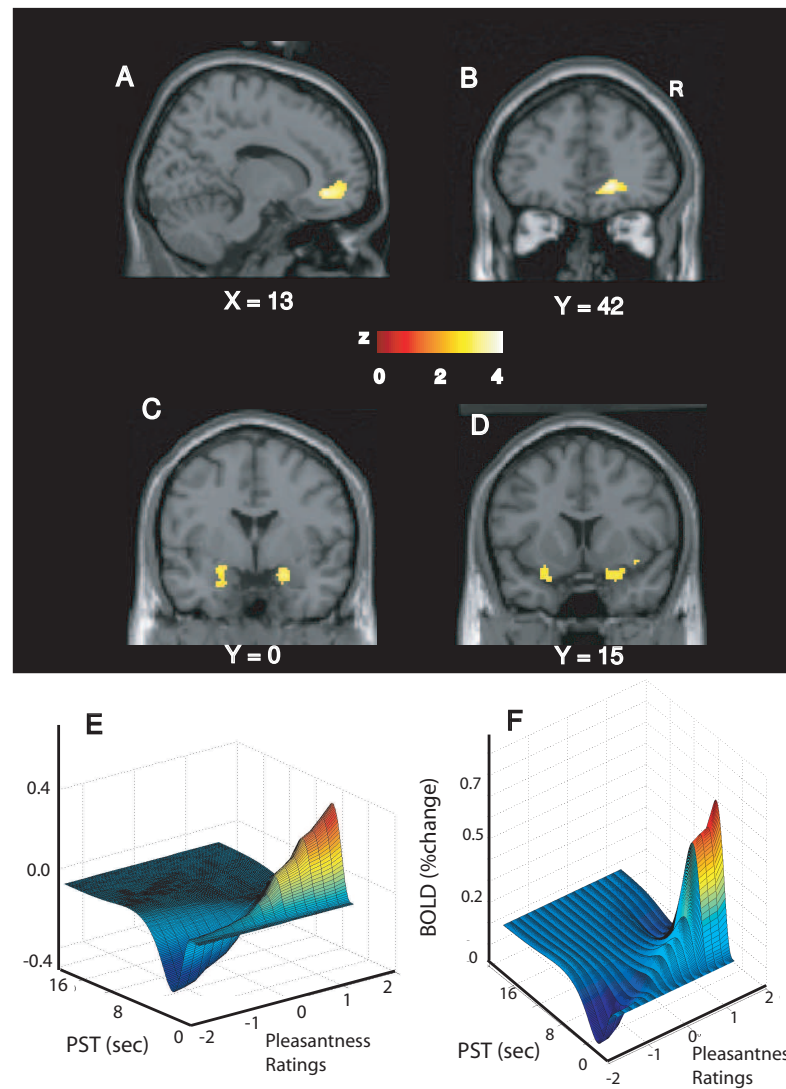 A
B
R
X = 13
Y = 42
z
0 2 4
C
D
Y = 0
Y = 15
E
0.4
0.0
-0.4
16
8
0
-2
-1
0
1
2
PST (sec)
Pleasantness
Ratings
F
BOLD (%change)
0.7
0.5
0.2
0
16
8
0
-2
-1
0
1
2
PST (sec)
Pleasantness
Ratings